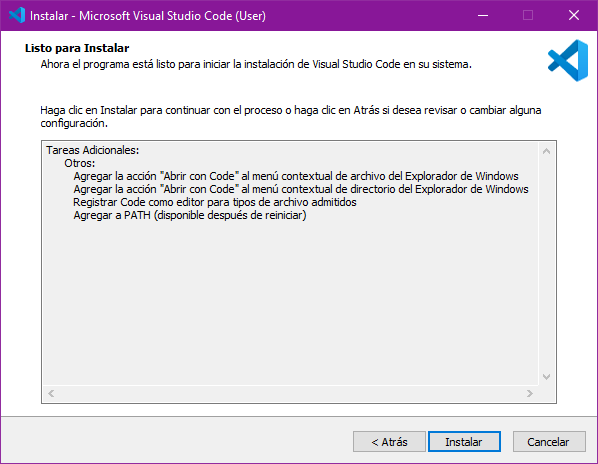 Instalar - Microsoft Visual Studio Code (User)
Listo para Instalar
Ahora el programa está listo para iniciar la instalación de Visual Studio Code en su sistema.
Haga clic en Instalar para continuar con el proceso o haga clic en Atrás si desea revisar o cambiar alguna
configuración.
Tareas Adicionales:
Otros:
Agregar la acción "Abrir con Code" al menú contextual de archivo del Explorador de Windows
Agregar la acción "Abrir con Code" al menú contextual de directorio del Explorador de Windows
Registrar Code como editor para tipos de archivo admitidos
Agregar a PATH (disponible después de reiniciar)
< Atrás
Instalar
Cancelar